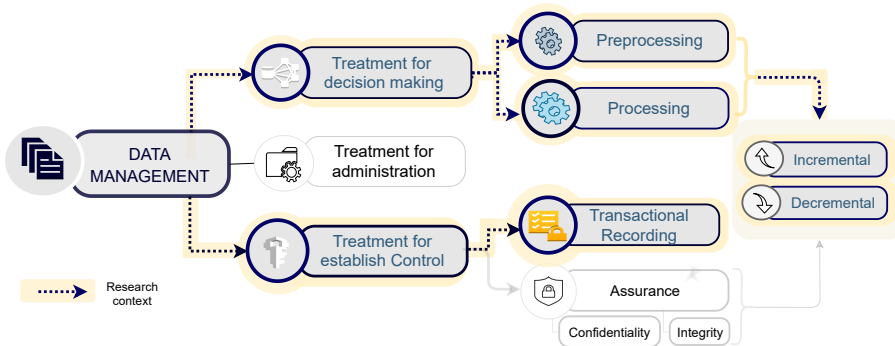 DATA
MANAGEMENT
Treatment for
decision making
Preprocessing
Processing
Treatment for
administration
Incremental
Decremental
Treatment for
establish Control
Transactional
Recording
Assurance
Confidentiality
Integrity
Research
context